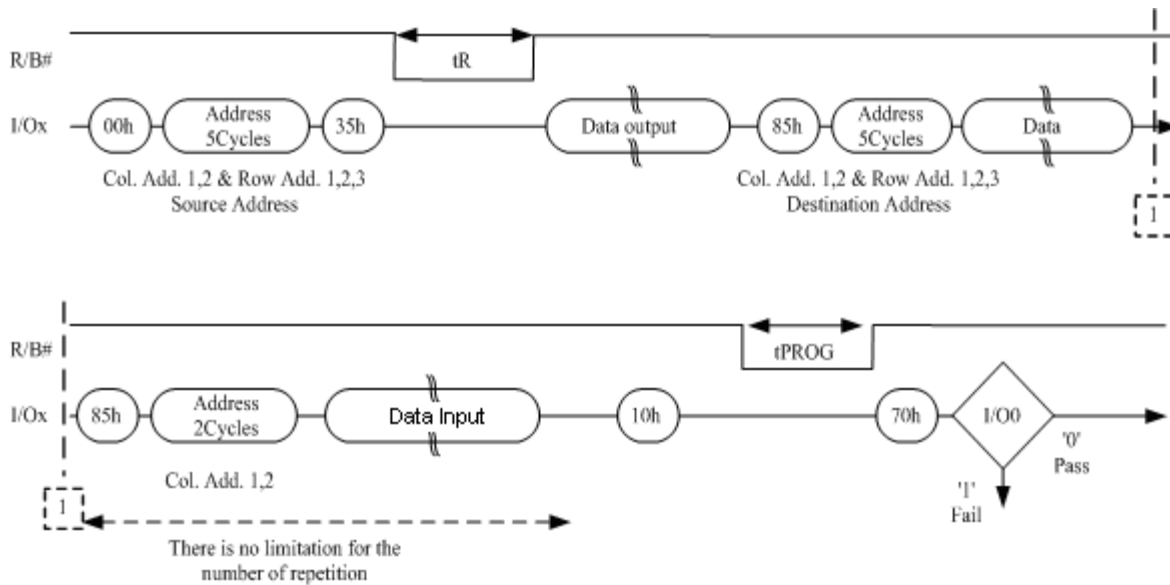 R/B#
tR
I/Ox
00h
Address
5Cycles
35h
Data output
85h
Address
5Cycles
Data
Col. Add. 1,2 & Row Add. 1,2,3
Source Address
Col. Add. 1,2 & Row Add. 1,2,3
Destination Address
1
R/B#
tPROG
I/Ox
85h
Address
2Cycles
Data Input
10h
70h
I/O0
'0'
Pass
Col. Add. 1,2
1
'1'
Fail
There is no limitation for the
number of repetition